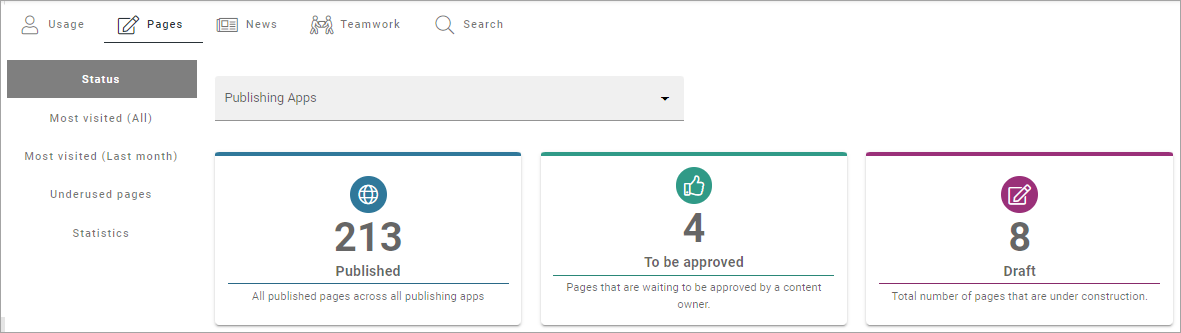 Usage
Pages
News
Teamwork
Search
Status
Most visited (All)
Most visited (Last month)
Underused pages
Statistics
Publishing Apps
213
Published
All published pages across all publishing apps
4
To be approved
Pages that are waiting to be approved by a content
owner.
8
Draft
Total number of pages that are under construction.